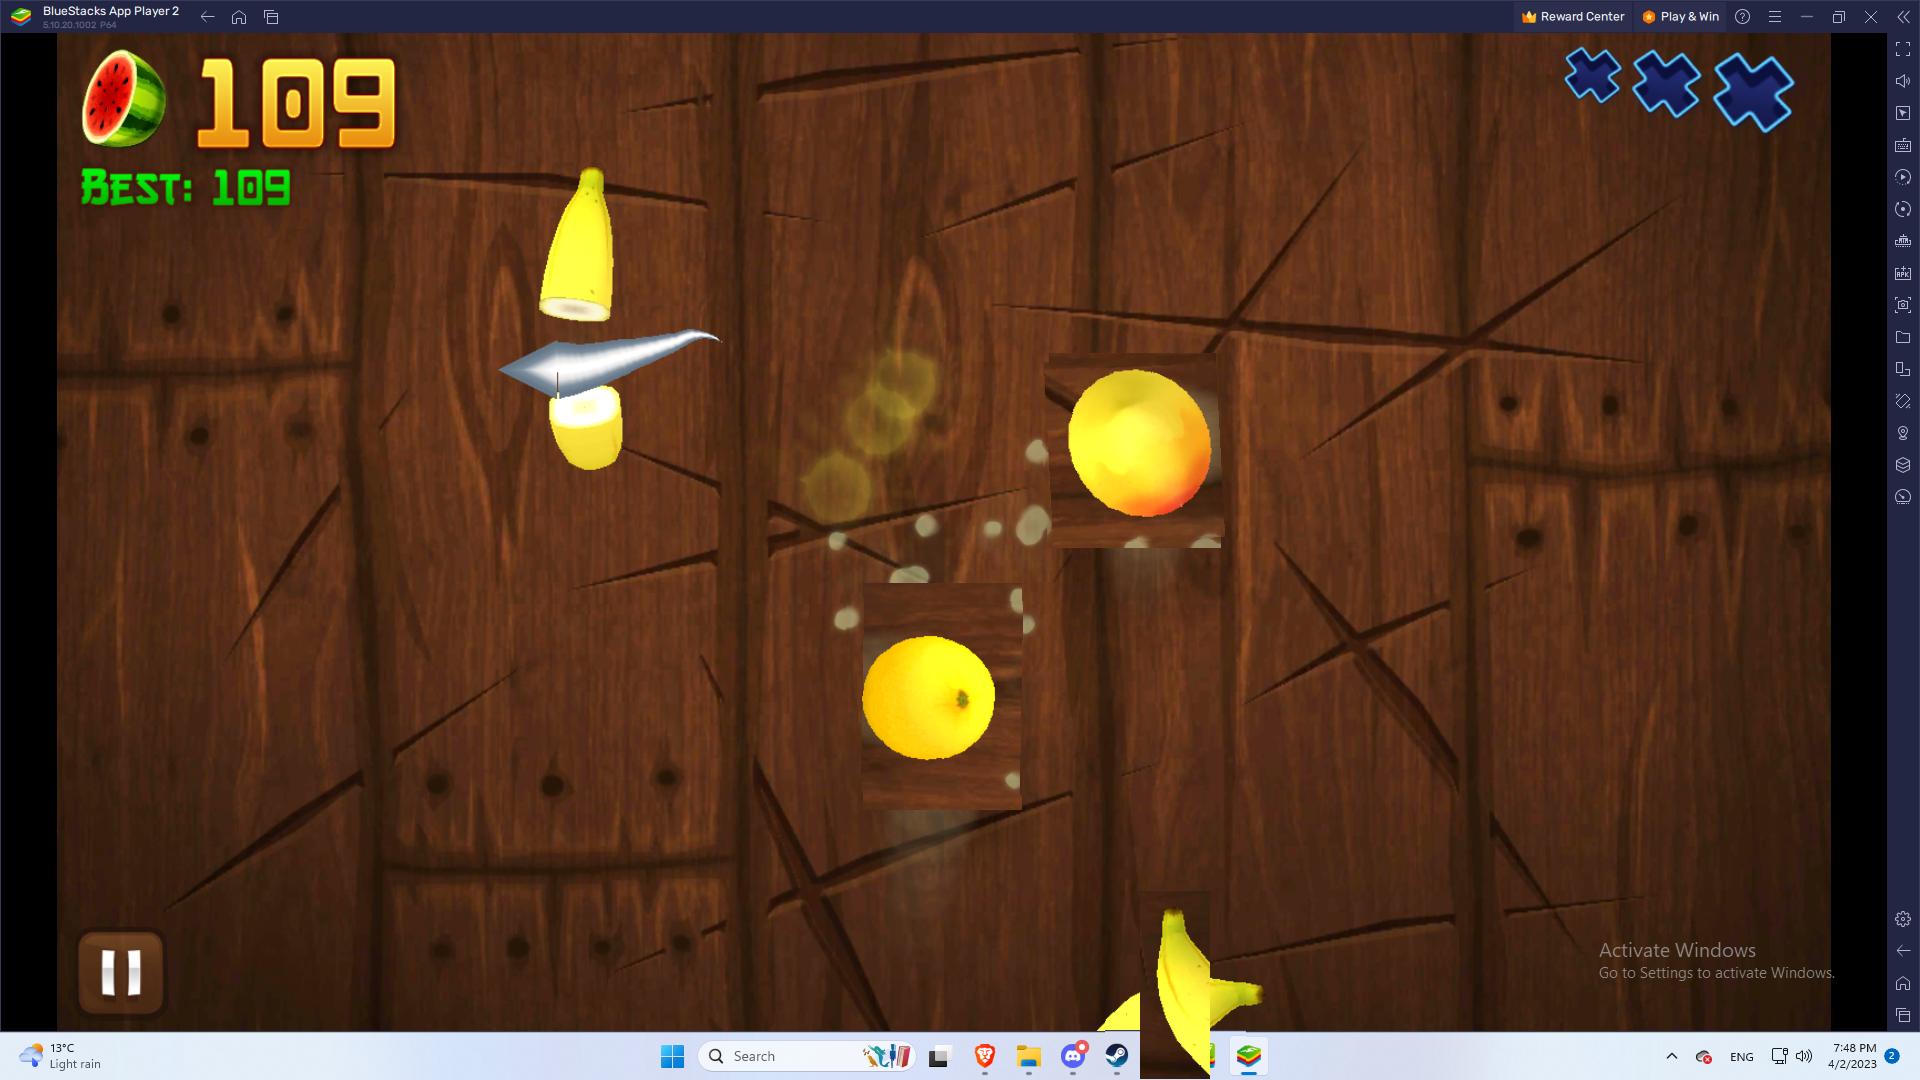 BlueStacks App Player 2
5.10.20.1002 P64
Reward Center
Play & Win
109
BEST: 109
APK
Activate Windows
Go to Settings to activate Windows.
13°C
Light rain
Search
ENG
7:48 PM
4/2/2023
2